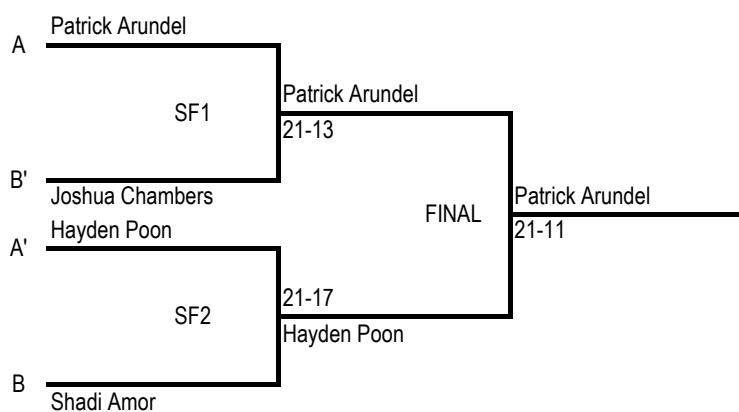 Patrick Arundel
A
SF1
Patrick Arundel
21-13
B'
Joshua Chambers
Hayden Poon
A'
FINAL
Patrick Arundel
21-11
SF2
21-17
Hayden Poon
B
Shadi Amor